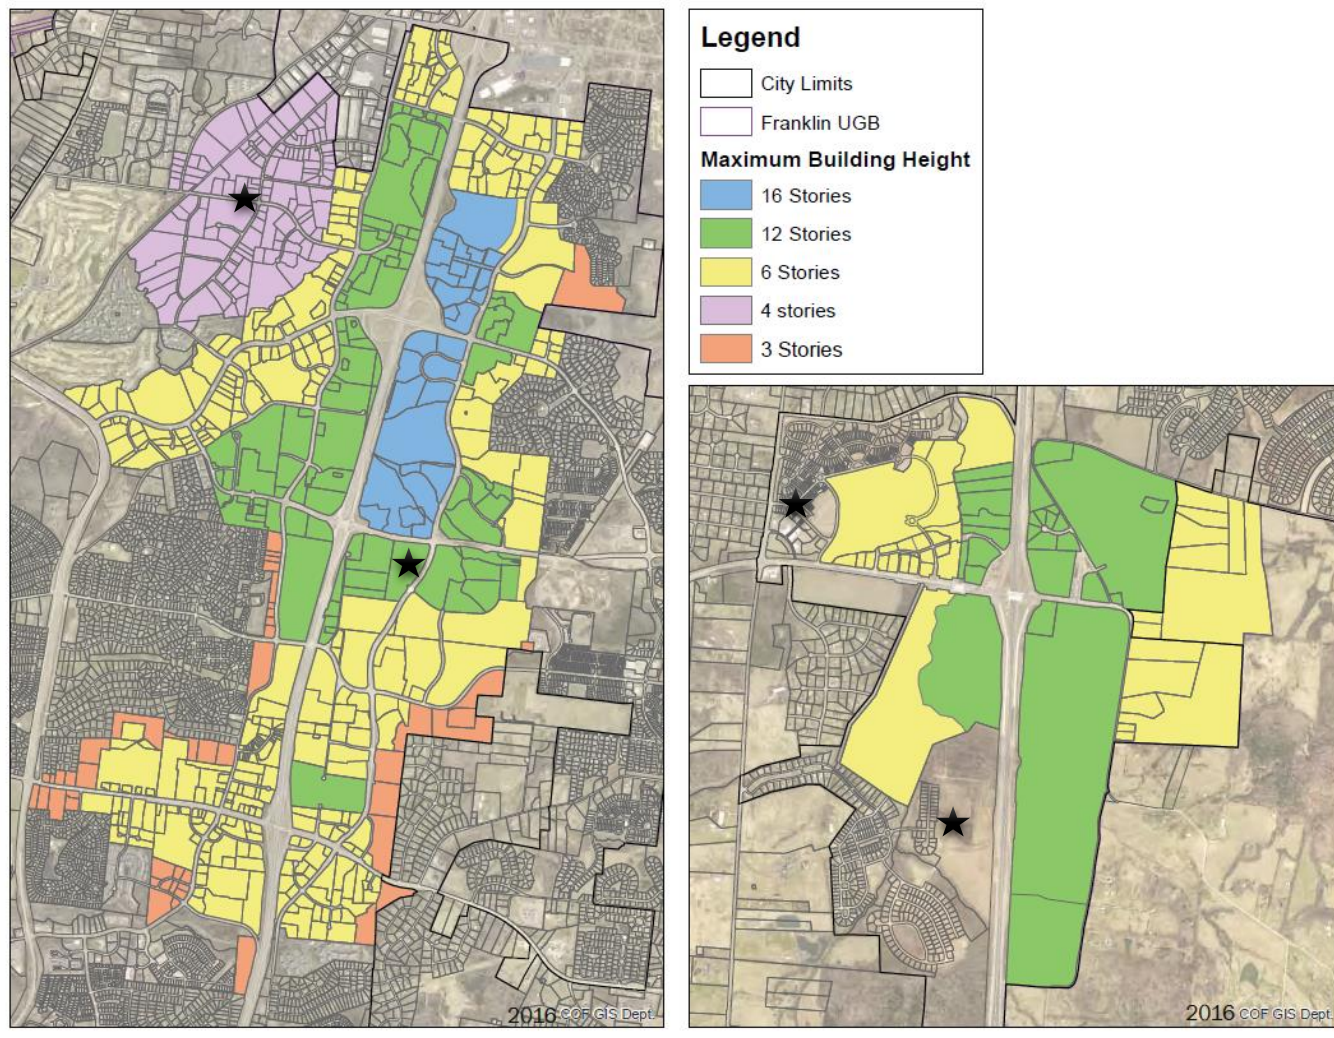 Legend
City Limits
Franklin UGB
Maximum Building Height
16 Stories
12 Stories
6 Stories
4 stories
3 Stories
2016 COF GIS Dept.
2016 COF GIS Dept.